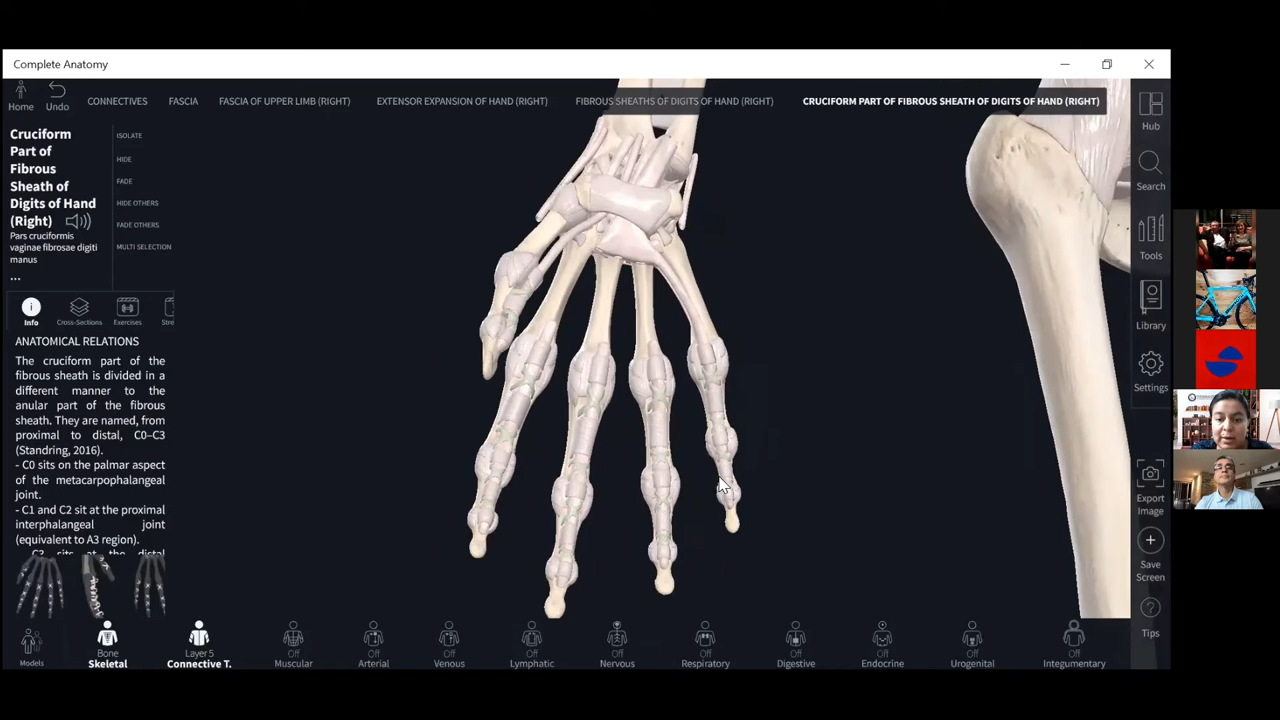 Complete Anatomy
Home
Undo
CONNECTIVES
FASCIA
FASCIA OF UPPER LIMB (RIGHT)
EXTENSOR EXPANSION OF HAND (RIGHT)
FIBROUS SHEATHS OF DIGITS OF HAND (RIGHT)
CRUCIFORM PART OF FIBROUS SHEATH OF DIGITS OF HAND (RIGHT)
Cruciform
Part of
Fibrous
Sheath of
Digits of Hand
(Right)
Pars cruciformis
vaginae fibrosae digiti
manus
...
ISOLATE
HIDE
FADE
HIDE OTHERS
FADE OTHERS
MULTI SELECTION
Info
Cross-Sections
Exercises
Stre
ANATOMICAL RELATIONS
The cruciform part of the
fibrous sheath is divided in a
different manner to the
anular part of the fibrous
sheath. They are named, from
proximal to distal, C0–C3
(Standring, 2016).
- C0 sits on the palmar aspect
of the metacarpophalangeal
joint.
- C1 and C2 sit at the proximal
interphalangeal joint
(equivalent to A3 region).
- C3 sits at the distal
Hub
Search
Tools
Library
Settings
Export
Image
Save
Screen
Tips
Models
Bone
Skeletal
Layer 5
Connective T.
Off
Muscular
Off
Arterial
Off
Venous
Off
Lymphatic
Off
Nervous
Off
Respiratory
Off
Digestive
Off
Endocrine
Off
Urogenital
Off
Integumentary